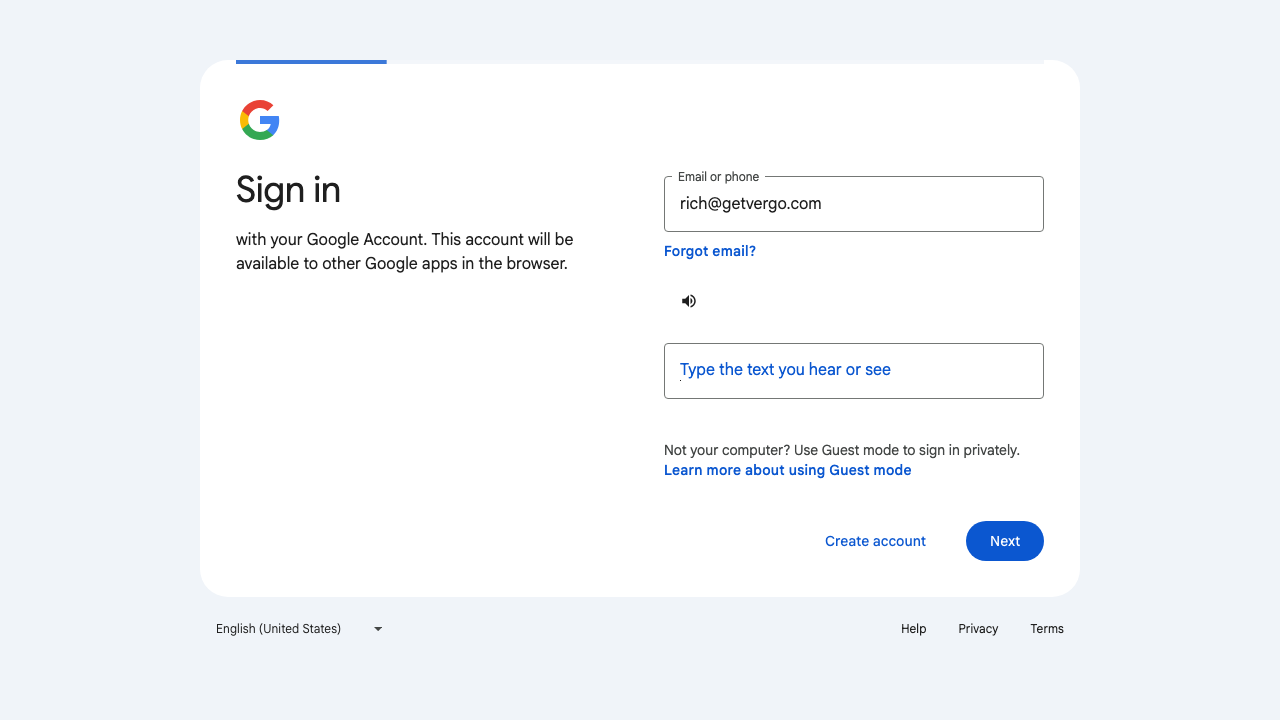 Sign in
with your Google Account. This account will be
available to other Google apps in the browser.
Email or phone
rich@getvergo.com
Forgot email?
Type the text you hear or see
Not your computer? Use Guest mode to sign in privately.
Learn more about using Guest mode
Create account
Next
English (United States)
Help
Privacy
Terms